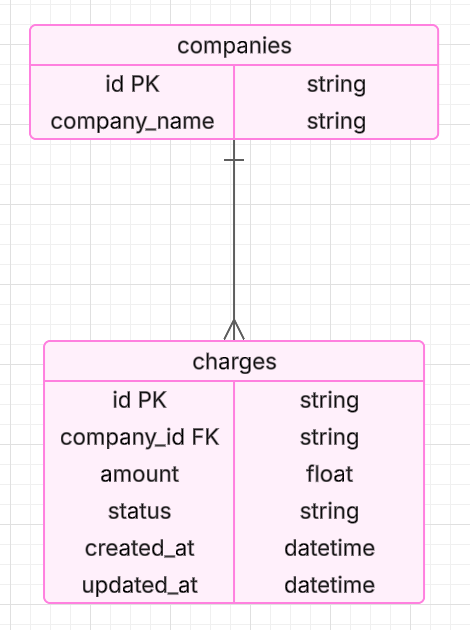 companies
id PK string
company_name string
charges
id PK string
company_id FK string
amount float
status string
created_at datetime
updated_at datetime